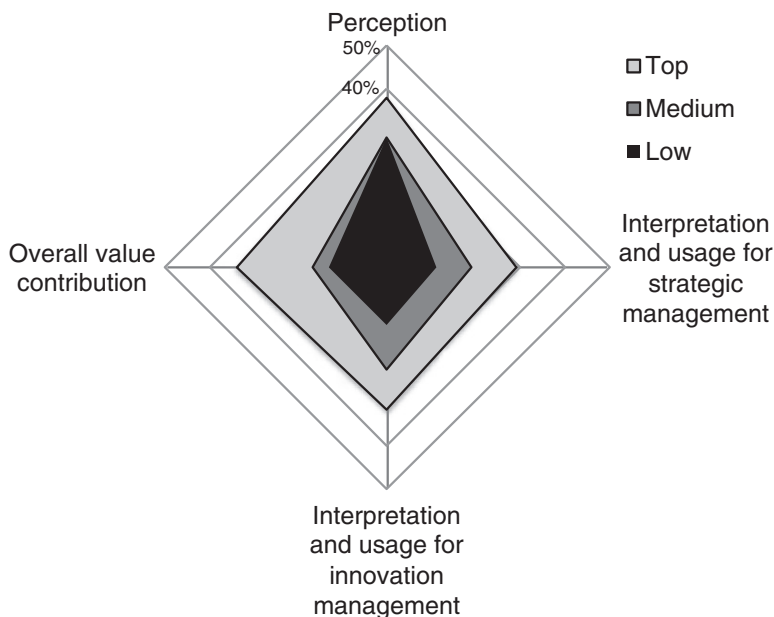 Perception
50%
40%
Top
Medium
Low
Interpretation
and usage for
strategic
management
Overall value
contribution
Interpretation
and usage for
innovation
management